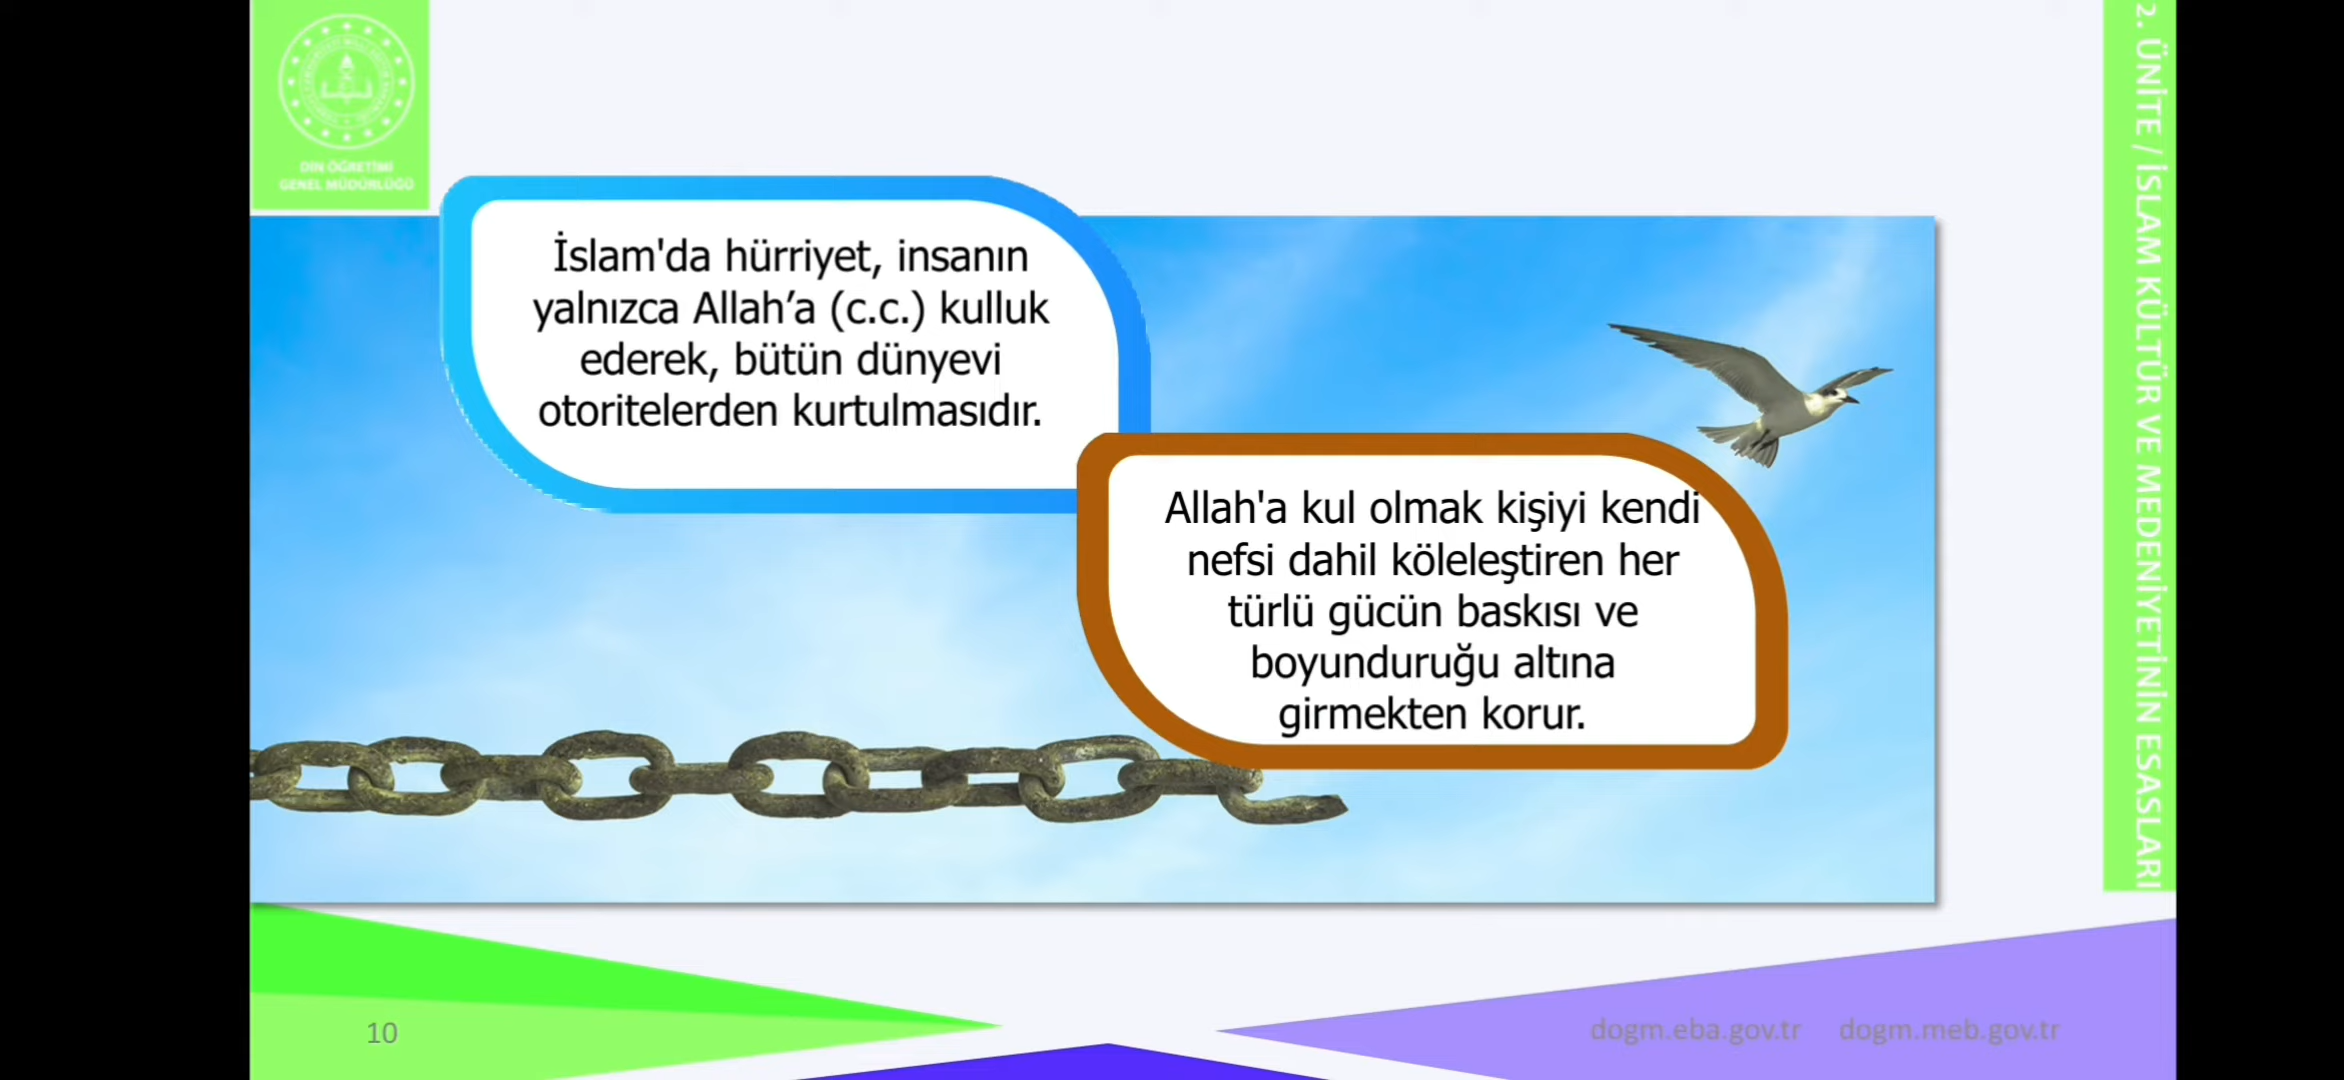 DİN ÖĞRETİMİ
GENEL MÜDÜRLÜĞÜ
İslam'da hürriyet, insanın
yalnızca Allah’a (c.c.) kulluk
ederek, bütün dünyevi
otoritelerden kurtulmasıdır.
Allah'a kul olmak kişiyi kendi
nefsi dahil köleleştiren her
türlü gücün baskısı ve
boyunduruğu altına
girmekten korur.
2. ÜNİTE / İSLAM KÜLTÜR VE MEDENİYETİNİN ESASLARI
10
dogm.eba.gov.tr dogm.meb.gov.tr